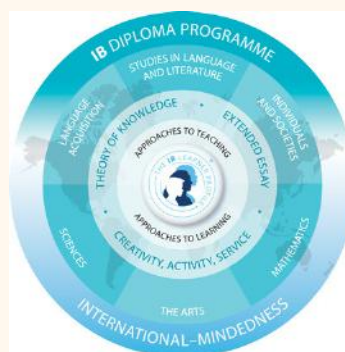 IB DIPLOMA PROGRAMME
STUDIES IN LANGUAGE
AND LITERATURE
LANGUAGE
ACQUISITION
INDIVIDUALS
AND SOCIETIES
THEORY OF KNOWLEDGE
EXTENDED ESSAY
APPROACHES TO TEACHING
THE IB LEARNER PROFILE
APPROACHES TO LEARNING
CREATIVITY, ACTIVITY, SERVICE
SCIENCES
MATHEMATICS
THE ARTS
INTERNATIONAL-MINDEDNESS